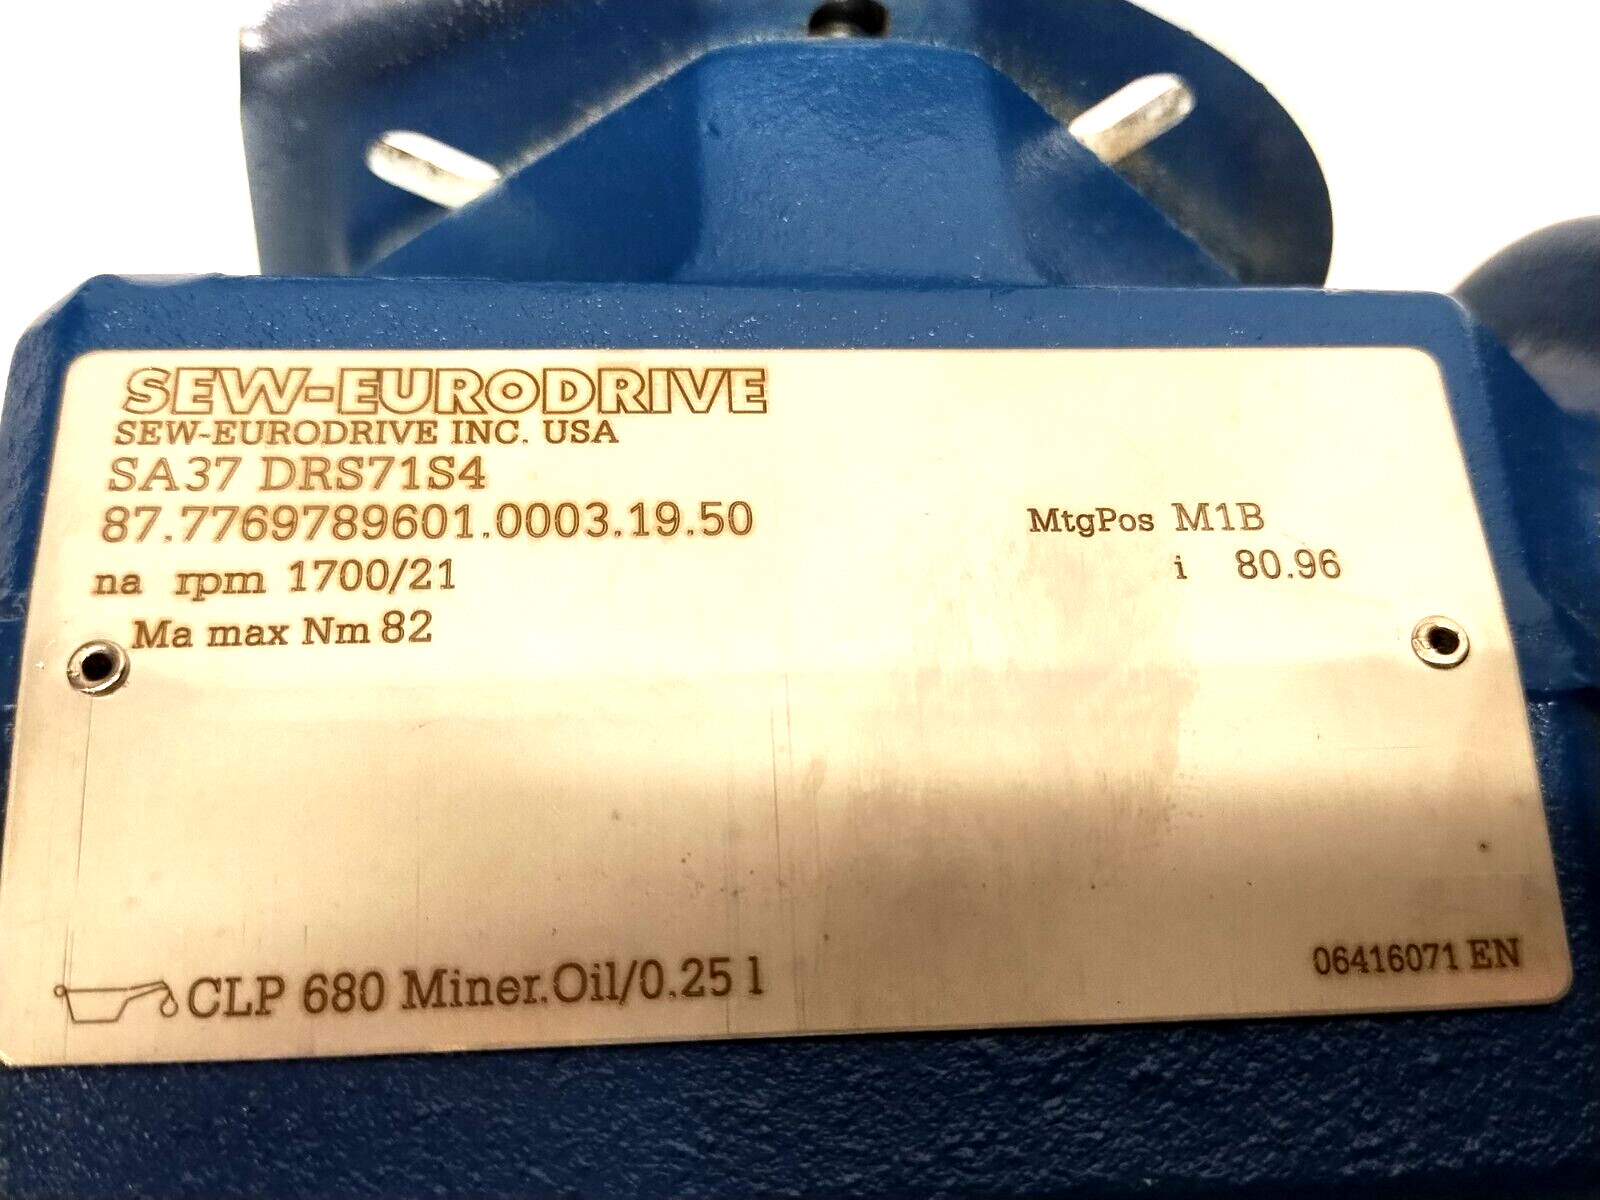 SEW-EURODRIVE
SEW-EURODRIVE INC. USA
SA37 DRS71S4
87.7769789601.0003.19.50
MtgPos M1B
na rpm 1700/21
i 80.96
Ma max Nm 82
CLP 680 Miner.Oil/0.25 l
06416071 EN